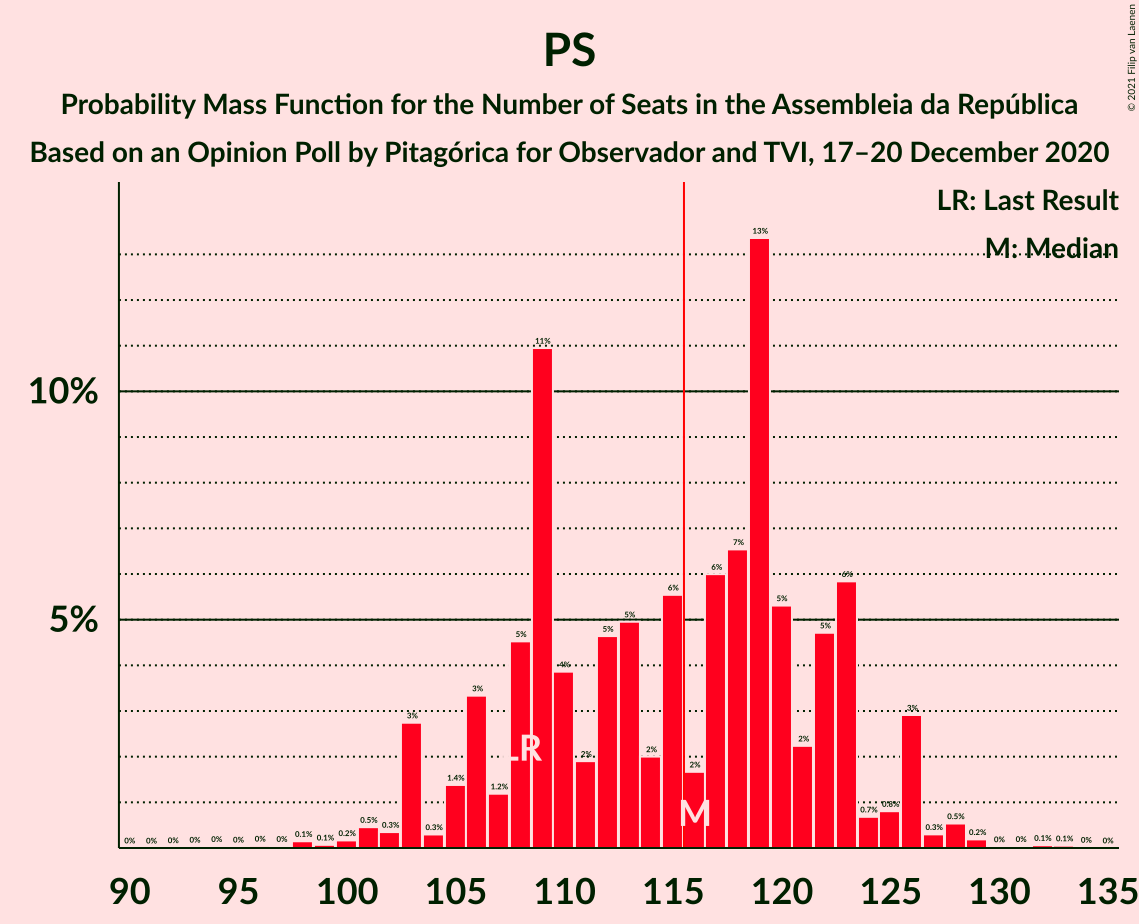 PS
Probability Mass Function for the Number of Seats in the Assembleia da República
Based on an Opinion Poll by Pitagórica for Observador and TVI, 17–20 December 2020
© 2021 Filip van Laenen
LR: Last Result
M: Median
10%
5%
0% 0% 0% 0% 0% 0% 0% 0% 0.1% 0.1% 0.2% 0.5% 0.3% 3% 0.3% 1.4% 3% 1.2% 5% 11% 4% 2% 5% 5% 2% 6% 2% 6% 7% 13% 5% 2% 5% 6% 0.7% 0.8% 3% 0.3% 0.5% 0.2% 0% 0% 0.1% 0.1% 0% 0%
LR
M
90 95 100 105 110 115 120 125 130 135